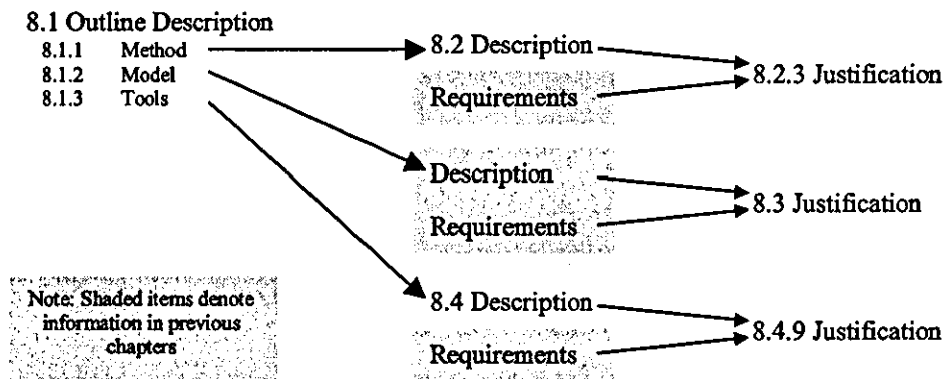 8.1 Outline Description
8.1.1 Method
8.1.2 Model
8.1.3 Tools
8.2 Description
Requirements
8.2.3 Justification
Description
Requirements
8.3 Justification
8.4 Description
Requirements
8.4.9 Justification
Note: Shaded items denote
information in previous
chapters